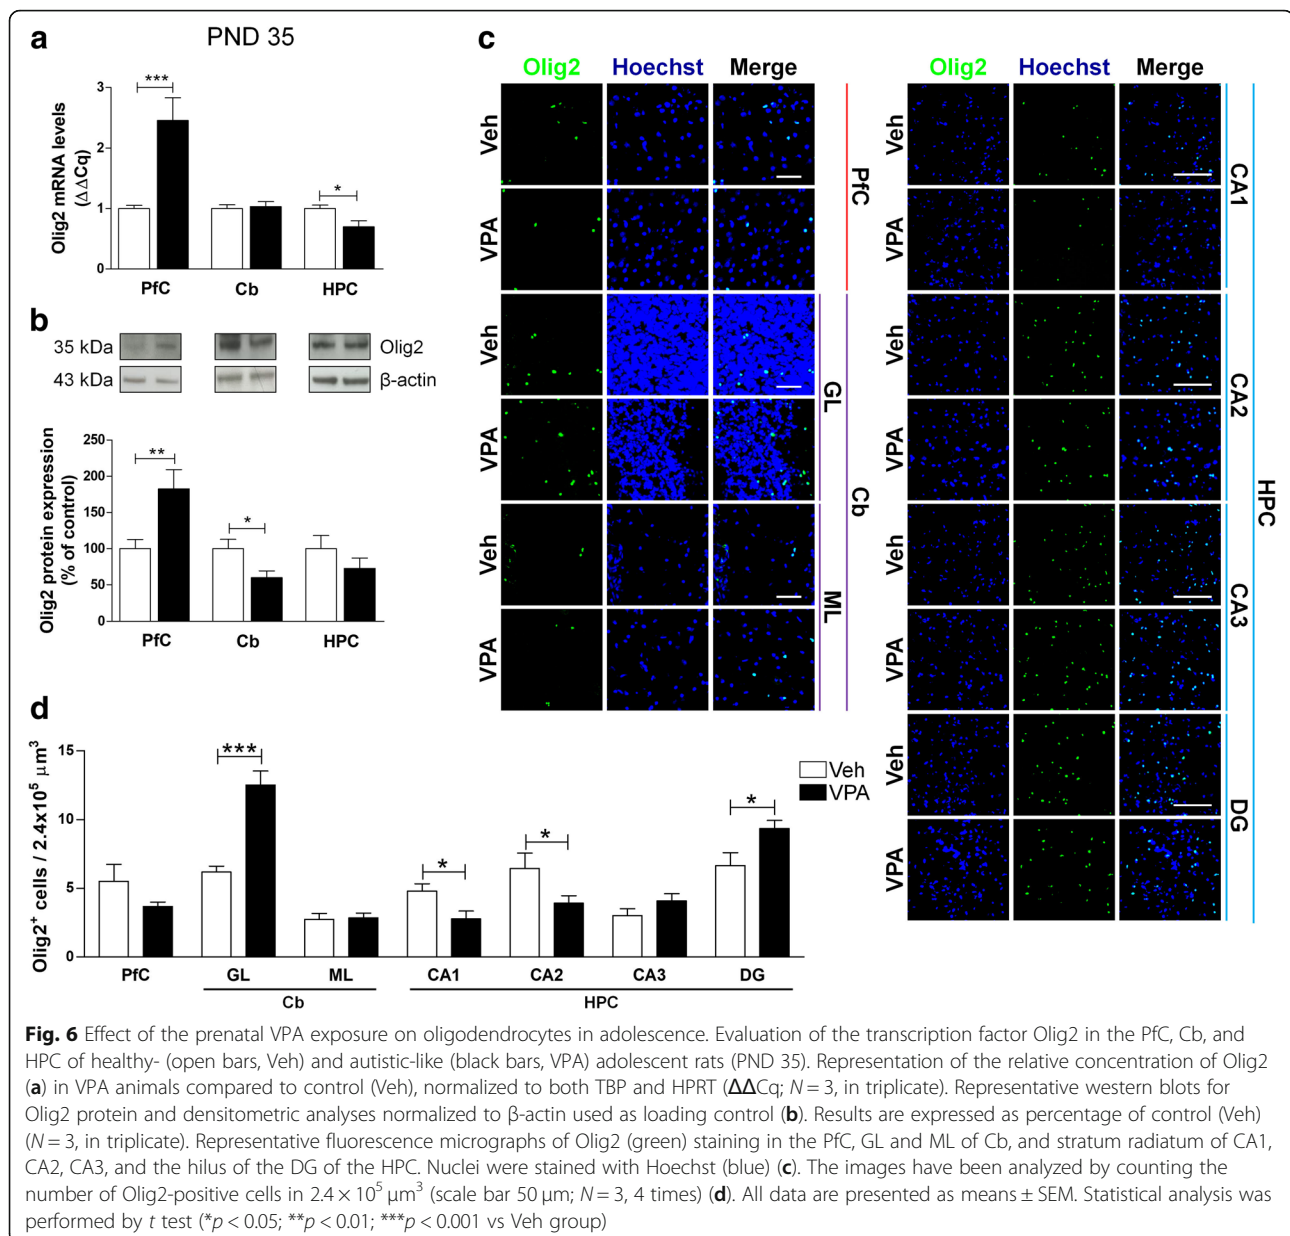 a
PND 35
Olig2 mRNA levels
(ΔΔCq)
3
2
1
0
***
*
PfC Cb HPC
b
35 kDa
Olig2
43 kDa
β-actin
Olig2 protein expression
(% of control)
250
200
150
100
50
0
**
*
PfC Cb HPC
c
Olig2 Hoechst Merge
Veh
VPA
PfC
Veh
VPA
GL
Veh
VPA
ML
Cb
Olig2 Hoechst Merge
Veh
VPA
CA1
Veh
VPA
CA2
Veh
VPA
CA3
Veh
VPA
DG
HPC
d
Olig2⁺ cells / 2.4x10⁵ µm³
15
10
5
0
***
*
*
*
Veh
VPA
PfC GL ML CA1 CA2 CA3 DG
Cb HPC
Fig. 6 Effect of the prenatal VPA exposure on oligodendrocytes in adolescence. Evaluation of the transcription factor Olig2 in the PfC, Cb, and
HPC of healthy- (open bars, Veh) and autistic-like (black bars, VPA) adolescent rats (PND 35). Representation of the relative concentration of Olig2
(a) in VPA animals compared to control (Veh), normalized to both TBP and HPRT (ΔΔCq; N = 3, in triplicate). Representative western blots for
Olig2 protein and densitometric analyses normalized to β-actin used as loading control (b). Results are expressed as percentage of control (Veh)
(N = 3, in triplicate). Representative fluorescence micrographs of Olig2 (green) staining in the PfC, GL and ML of Cb, and stratum radiatum of CA1,
CA2, CA3, and the hilus of the DG of the HPC. Nuclei were stained with Hoechst (blue) (c). The images have been analyzed by counting the
number of Olig2-positive cells in 2.4 × 10⁵ µm³ (scale bar 50 µm; N = 3, 4 times) (d). All data are presented as means ± SEM. Statistical analysis was
performed by t test (*p < 0.05; **p < 0.01; ***p < 0.001 vs Veh group)